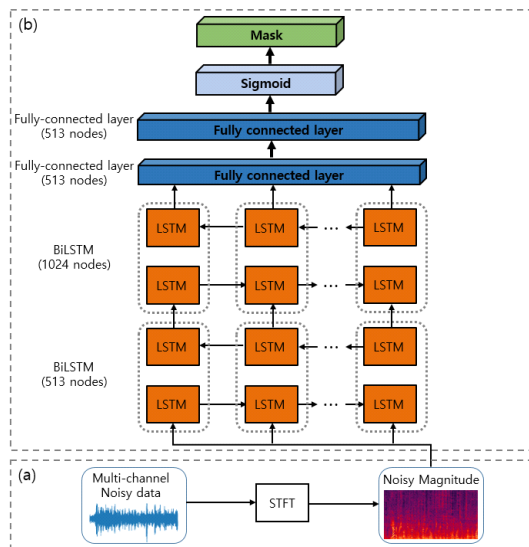 (b)
Mask
Sigmoid
Fully-connected layer
(513 nodes)
Fully connected layer
Fully-connected layer
(513 nodes)
Fully connected layer
BiLSTM
(1024 nodes)
LSTM LSTM ... LSTM
LSTM LSTM ... LSTM
BiLSTM
(513 nodes)
LSTM LSTM ... LSTM
LSTM LSTM ... LSTM
(a)
Multi-channel
Noisy data
STFT
Noisy Magnitude